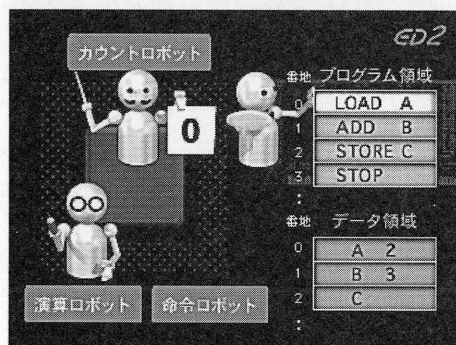 ED2
カウントロボット
0
番地 プログラム領域
0 LOAD A
1 ADD B
2 STORE C
3 STOP
:
番地 データ領域
0 A 2
1 B 3
2 C
:
演算ロボット 命令ロボット